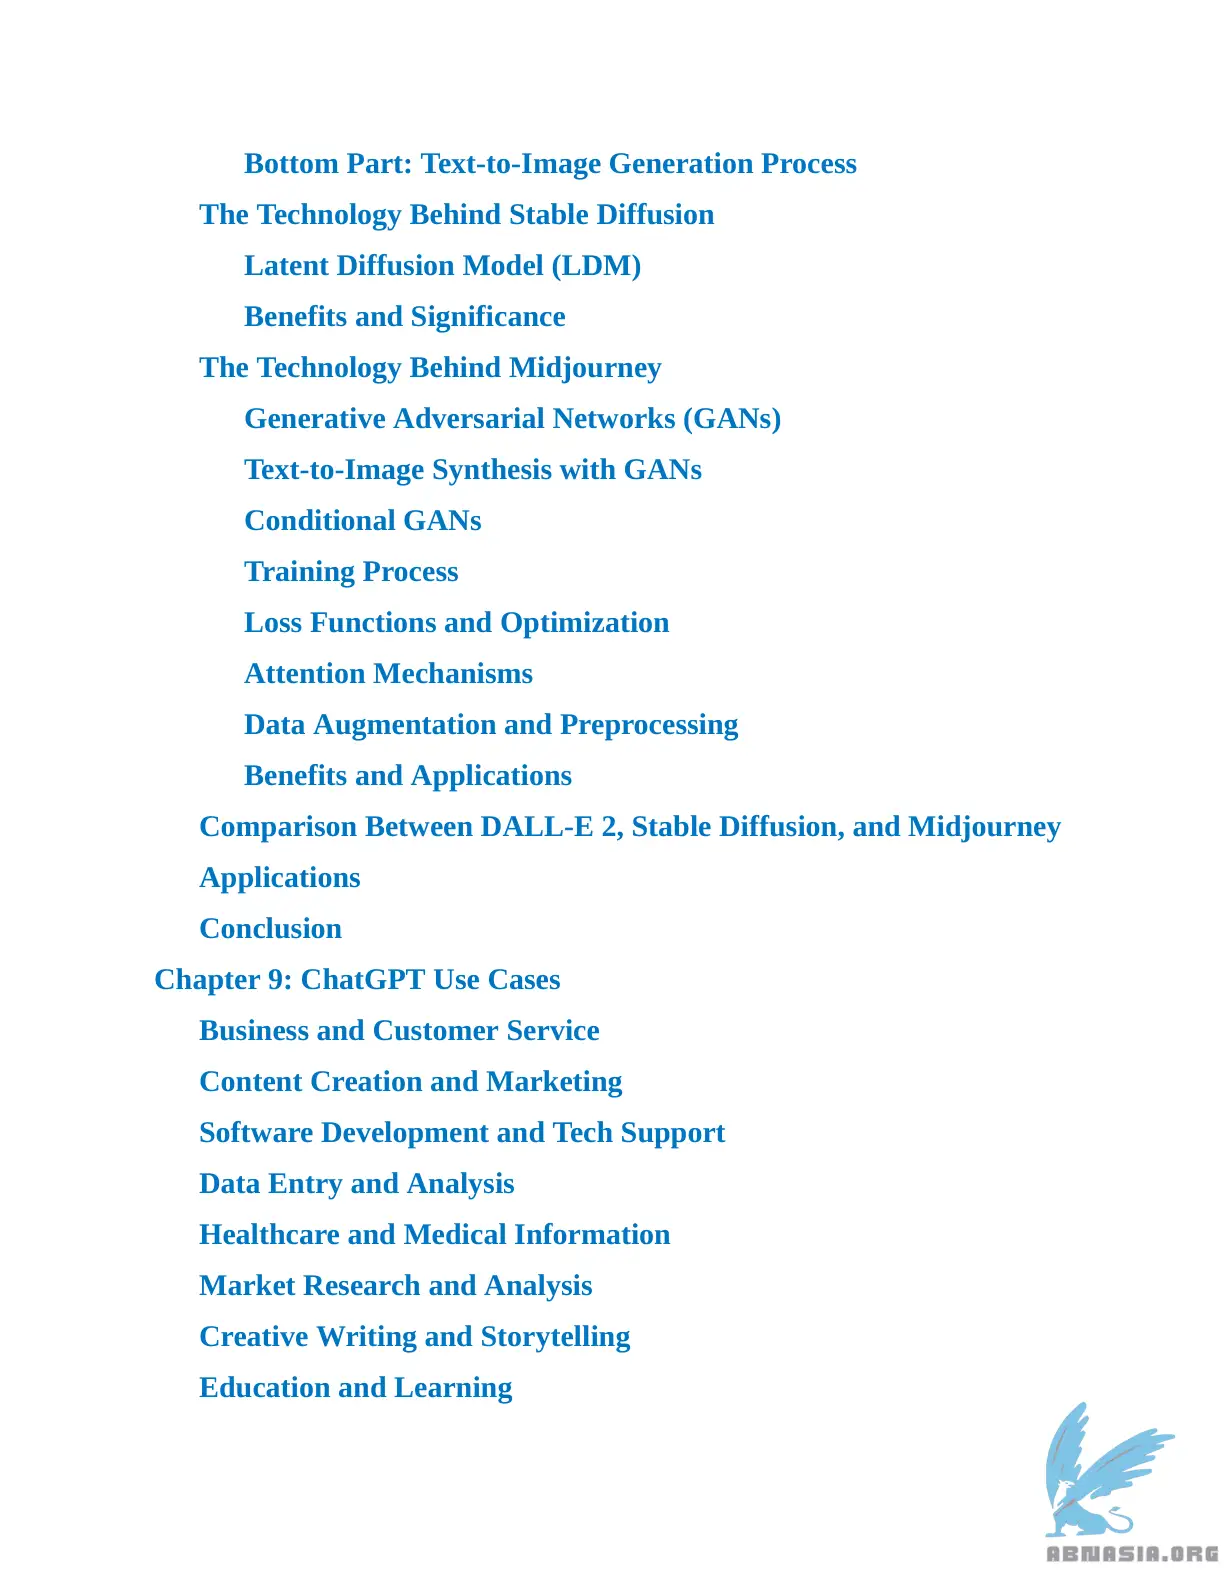 Bottom Part: Text-to-Image Generation Process
The Technology Behind Stable Diffusion
Latent Diffusion Model (LDM)
Benefits and Significance
The Technology Behind Midjourney
Generative Adversarial Networks (GANs)
Text-to-Image Synthesis with GANs
Conditional GANs
Training Process
Loss Functions and Optimization
Attention Mechanisms
Data Augmentation and Preprocessing
Benefits and Applications
Comparison Between DALL-E 2, Stable Diffusion, and Midjourney
Applications
Conclusion
Chapter 9: ChatGPT Use Cases
Business and Customer Service
Content Creation and Marketing
Software Development and Tech Support
Data Entry and Analysis
Healthcare and Medical Information
Market Research and Analysis
Creative Writing and Storytelling
Education and Learning
ABNASIA.ORG